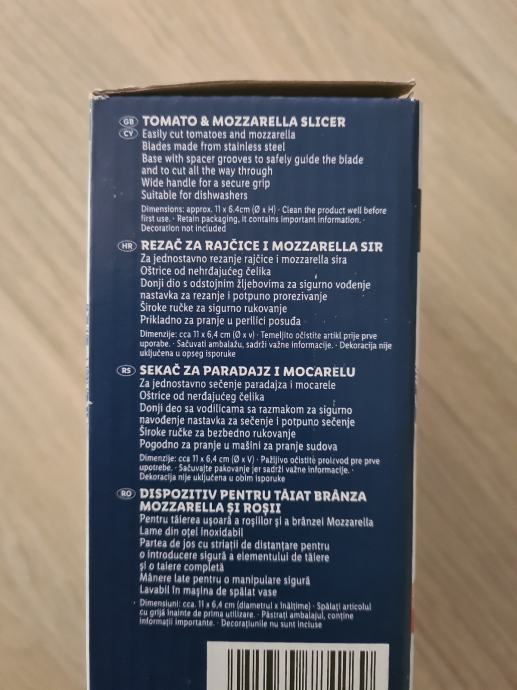 GB TOMATO & MOZZARELLA SLICER
CY Easily cut tomatoes and mozzarella
Blades made from stainless steel
Base with spacer grooves to safely guide the blade
and to cut all the way through
Wide handle for a secure grip
Suitable for dishwashers
Dimensions: approx. 11 x 6.4cm (Ø x H) · Clean the product well before
first use. · Retain packaging, it contains important information. ·
Decoration not included
HR REZAČ ZA RAJČICE I MOZZARELLA SIR
Za jednostavno rezanje rajčice i mozzarella sira
Oštrice od nehrđajućeg čelika
Donji dio s odstojnim žljebovima za sigurno vođenje
nastavka za rezanje i potpuno prorezivanje
Široke ručke za sigurno rukovanje
Prikladno za pranje u perilici posuđa
Dimenzije: cca 11 x 6,4 cm (Ø x v) · Temeljito očistite artikl prije prve
uporabe. · Sačuvati ambalažu, sadrži važne informacije. · Dekoracija nije
uključena u opseg isporuke
RS SEKAČ ZA PARADAJZ I MOCARELU
Za jednostavno sečenje paradajza i mocarele
Oštrice od nerđajućeg čelika
Donji deo sa vodilicama sa razmakom za sigurno
navođenje nastavka za sečenje i potpuno sečenje
Široke ručke za bezbedno rukovanje
Pogodno za pranje u mašini za pranje sudova
Dimenzije: cca 11 x 6,4 cm (Ø x V) · Pažljivo očistite proizvod pre prve
upotrebe. · Sačuvajte pakovanje jer sadrži važne informacije. ·
Dekoracija nije uključena u obim isporuke
RO DISPOZITIV PENTRU TĂIAT BRÂNZA
MOZZARELLA ȘI ROȘII
Pentru tăierea ușoară a roșiilor și a brânzei Mozzarella
Lame din oțel inoxidabil
Partea de jos cu striații de distanțare pentru
o introducere sigură a elementului de tăiere
și o taiere completă
Mânere late pentru o manipulare sigură
Lavabil în mașina de spălat vase
Dimensiuni: cca. 11 x 6,4 cm (diametrul x înălțime) · Spălați articolul
cu grijă înainte de prima utilizare. · Păstrați ambalajul, conține
informații importante. · Decorațiunile nu sunt incluse